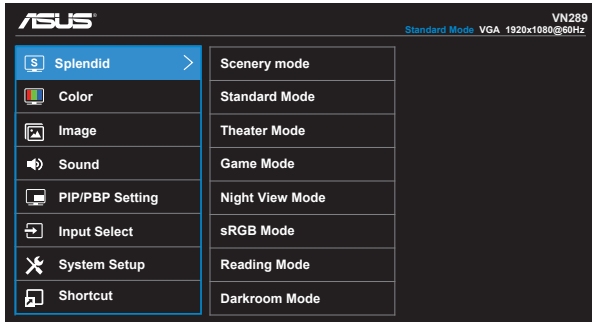 ASUS
VN289
Standard Mode VGA 1920x1080@60Hz
S Splendid
Color
Image
Sound
PIP/PBP Setting
Input Select
System Setup
Shortcut
Scenery mode
Standard Mode
Theater Mode
Game Mode
Night View Mode
sRGB Mode
Reading Mode
Darkroom Mode